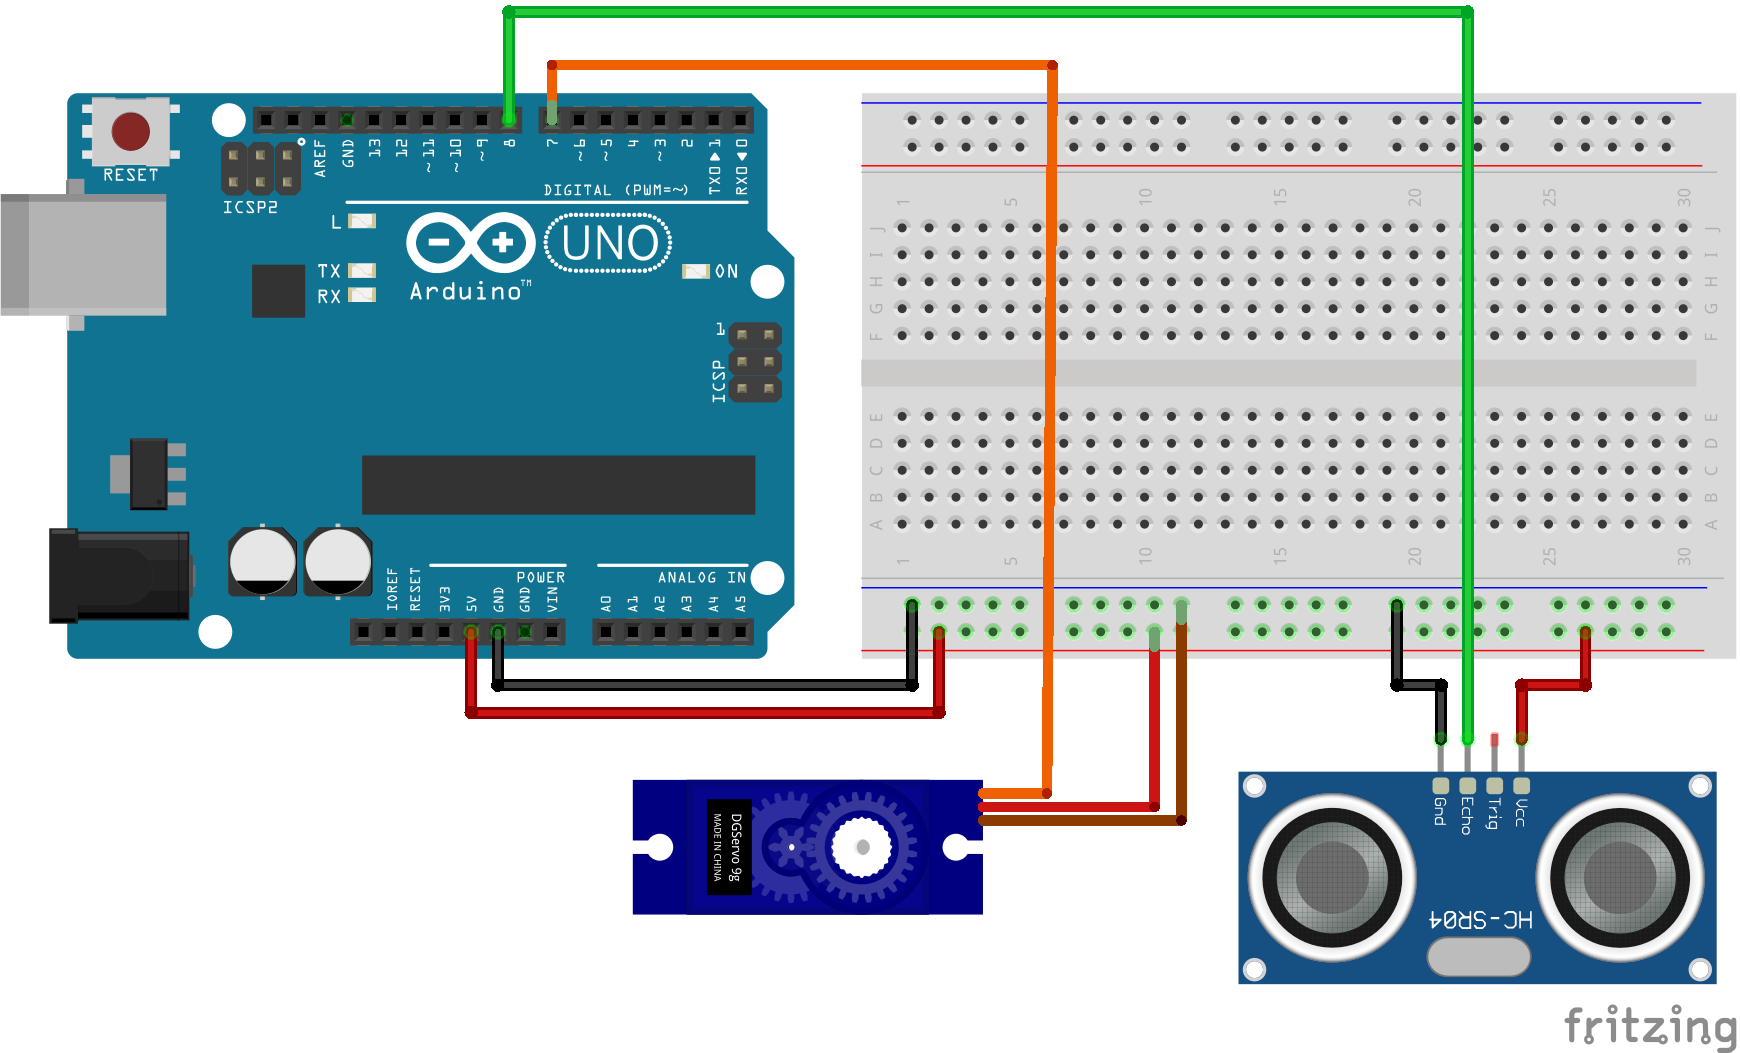 RESET
ICSP2
AREF
GND
13
12
~11
~10
~9
8
7
~6
~5
4
~3
2
TX0▶1
RX0◀0
DIGITAL (PWM=~)
L
TX
RX
UNO
Arduino™
ON
1
ICSP
IOREF
RESET
3V3
5V
GND
GND
VIN
POWER
ANALOG IN
A0
A1
A2
A3
A4
A5
1 5 10 15 20 25 30
J J
I I
H H
G G
F F
E E
D D
C C
B B
A A
1 5 10 15 20 25 30
DGServo 9g
MADE IN CHINA
Gnd
Echo
Trig
Vcc
HC-SR04
fritzing